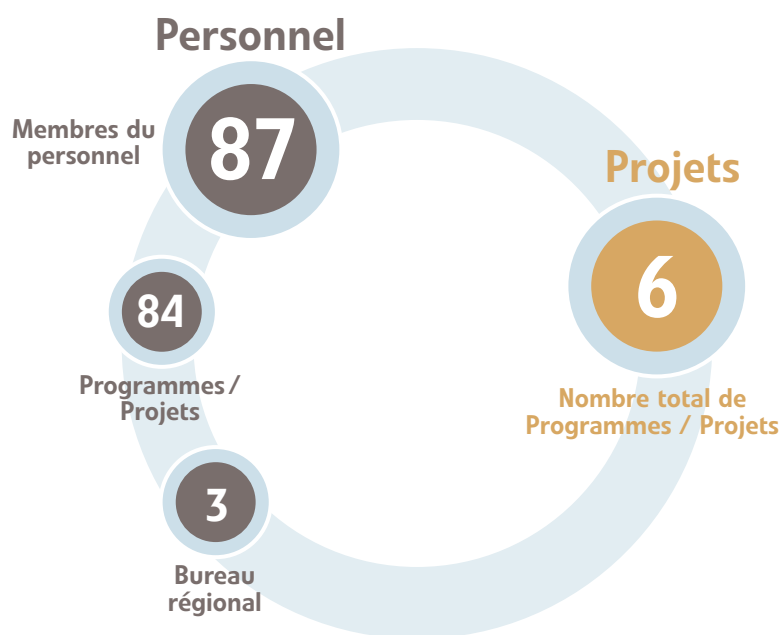 Personnel
Membres du
personnel
87
84
Programmes /
Projets
3
Bureau
régional
Projets
6
Nombre total de
Programmes / Projets